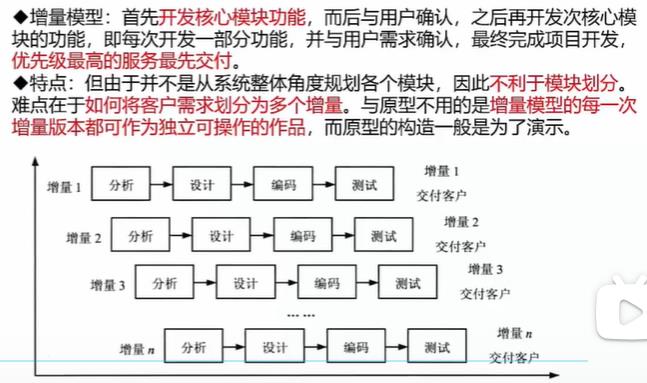 ◆增量模型：首先开发核心模块功能，而后与用户确认，之后再开发次核心模
块的功能，即每次开发一部分功能，并与用户需求确认，最终完成项目开发，
优先级最高的服务最先交付。
◆特点：但由于并不是从系统整体角度规划各个模块，因此不利于模块划分。
难点在于如何将客户需求划分为多个增量。与原型不用的是增量模型的每一次
增量版本都可作为独立可操作的作品，而原型的构造一般是为了演示。
增量 1 分析 设计 编码 测试 增量 1
交付客户
增量 2 分析 设计 编码 测试 增量 2
交付客户
增量 3 分析 设计 编码 测试 增量 3
交付客户
……
增量 n 分析 设计 编码 测试 增量 n
交付客户